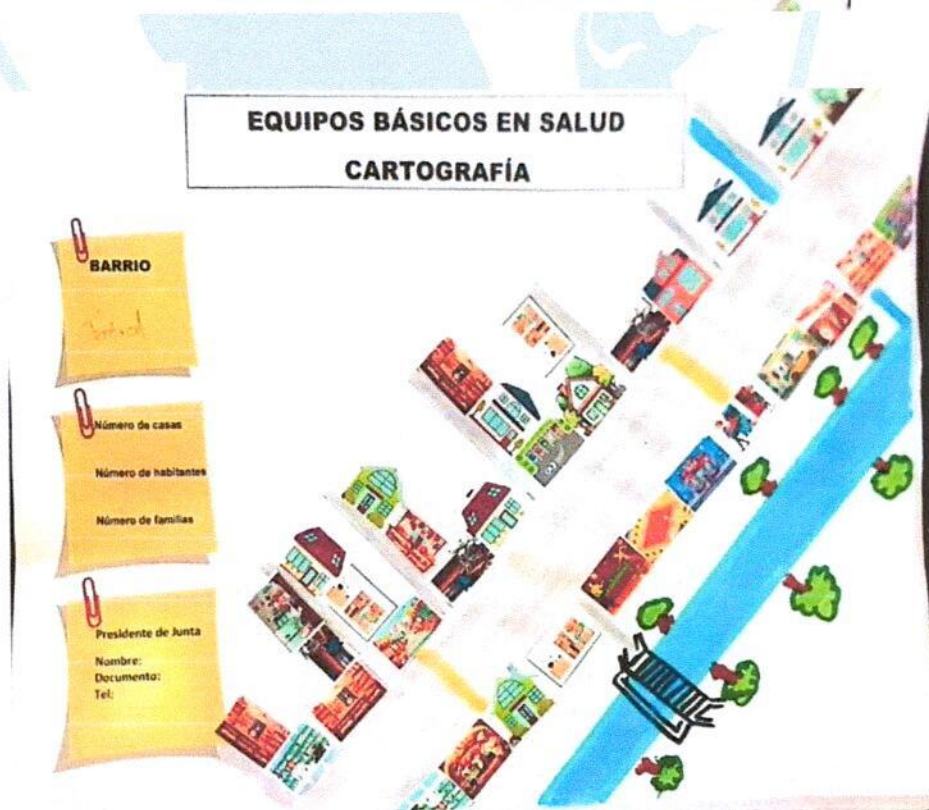 EQUIPOS BÁSICOS EN SALUD
CARTOGRAFÍA
BARRIO
Número de casas
Número de habitantes
Número de familias
Presidente de Junta
Nombre:
Documento:
Tel: